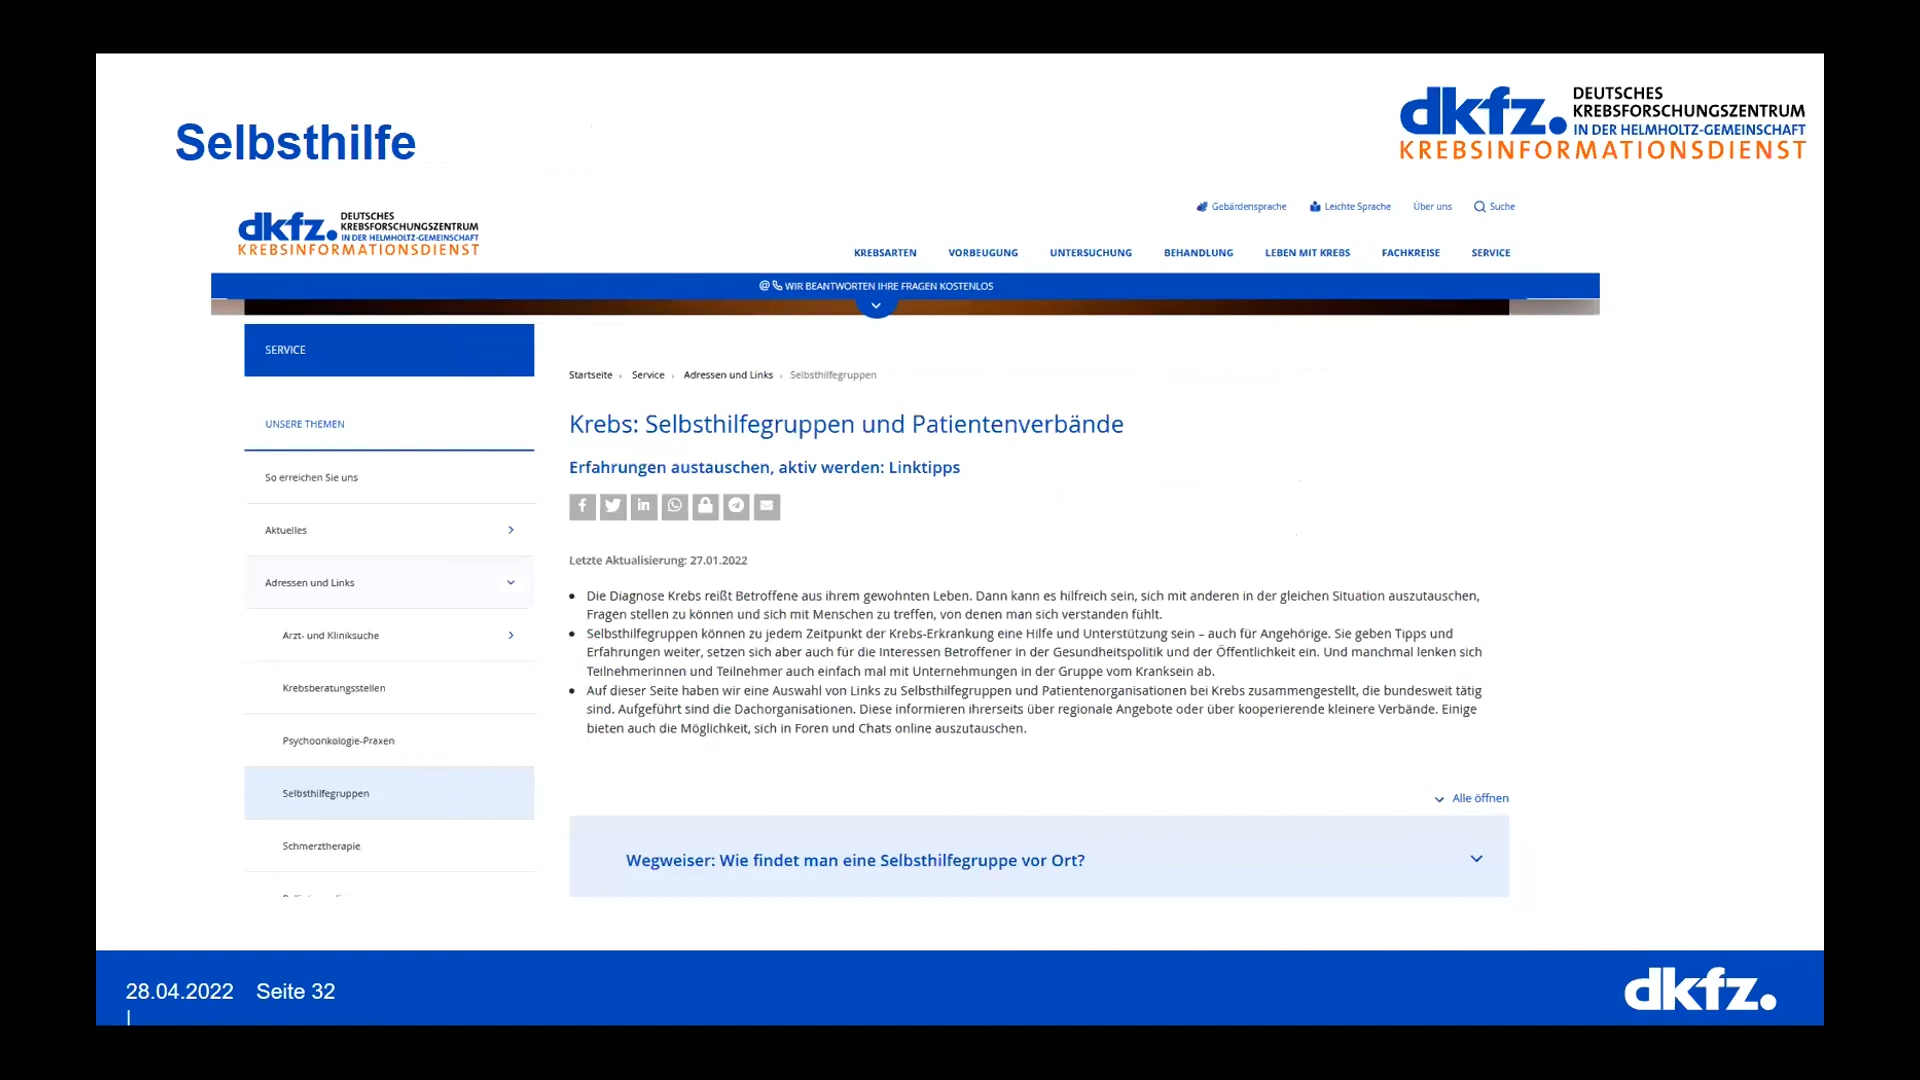 Selbsthilfe
dkfz. DEUTSCHES
KREBSFORSCHUNGSZENTRUM
IN DER HELMHOLTZ-GEMEINSCHAFT
KREBSINFORMATIONSDIENST
Gebärdensprache Leichte Sprache Über uns Suche
dkfz. DEUTSCHES
KREBSFORSCHUNGSZENTRUM
IN DER HELMHOLTZ-GEMEINSCHAFT
KREBSINFORMATIONSDIENST
KREBSARTEN VORBEUGUNG UNTERSUCHUNG BEHANDLUNG LEBEN MIT KREBS FACHKREISE SERVICE
@ WIR BEANTWORTEN IHRE FRAGEN KOSTENLOS
SERVICE
UNSERE THEMEN
So erreichen Sie uns
Aktuelles
Adressen und Links
Arzt- und Kliniksuche
Krebsberatungsstellen
Psychoonkologie-Praxen
Selbsthilfegruppen
Schmerztherapie
Startseite › Service › Adressen und Links › Selbsthilfegruppen
Krebs: Selbsthilfegruppen und Patientenverbände
Erfahrungen austauschen, aktiv werden: Linktipps
Letzte Aktualisierung: 27.01.2022
• Die Diagnose Krebs reißt Betroffene aus ihrem gewohnten Leben. Dann kann es hilfreich sein, sich mit anderen in der gleichen Situation auszutauschen,
Fragen stellen zu können und sich mit Menschen zu treffen, von denen man sich verstanden fühlt.
• Selbsthilfegruppen können zu jedem Zeitpunkt der Krebs-Erkrankung eine Hilfe und Unterstützung sein – auch für Angehörige. Sie geben Tipps und
Erfahrungen weiter, setzen sich aber auch für die Interessen Betroffener in der Gesundheitspolitik und der Öffentlichkeit ein. Und manchmal lenken sich
Teilnehmerinnen und Teilnehmer auch einfach mal mit Unternehmungen in der Gruppe vom Kranksein ab.
• Auf dieser Seite haben wir eine Auswahl von Links zu Selbsthilfegruppen und Patientenorganisationen bei Krebs zusammengestellt, die bundesweit tätig
sind. Aufgeführt sind die Dachorganisationen. Diese informieren ihrerseits über regionale Angebote oder über kooperierende kleinere Verbände. Einige
bieten auch die Möglichkeit, sich in Foren und Chats online auszutauschen.
Alle öffnen
Wegweiser: Wie findet man eine Selbsthilfegruppe vor Ort?
28.04.2022 Seite 32
|
dkfz.